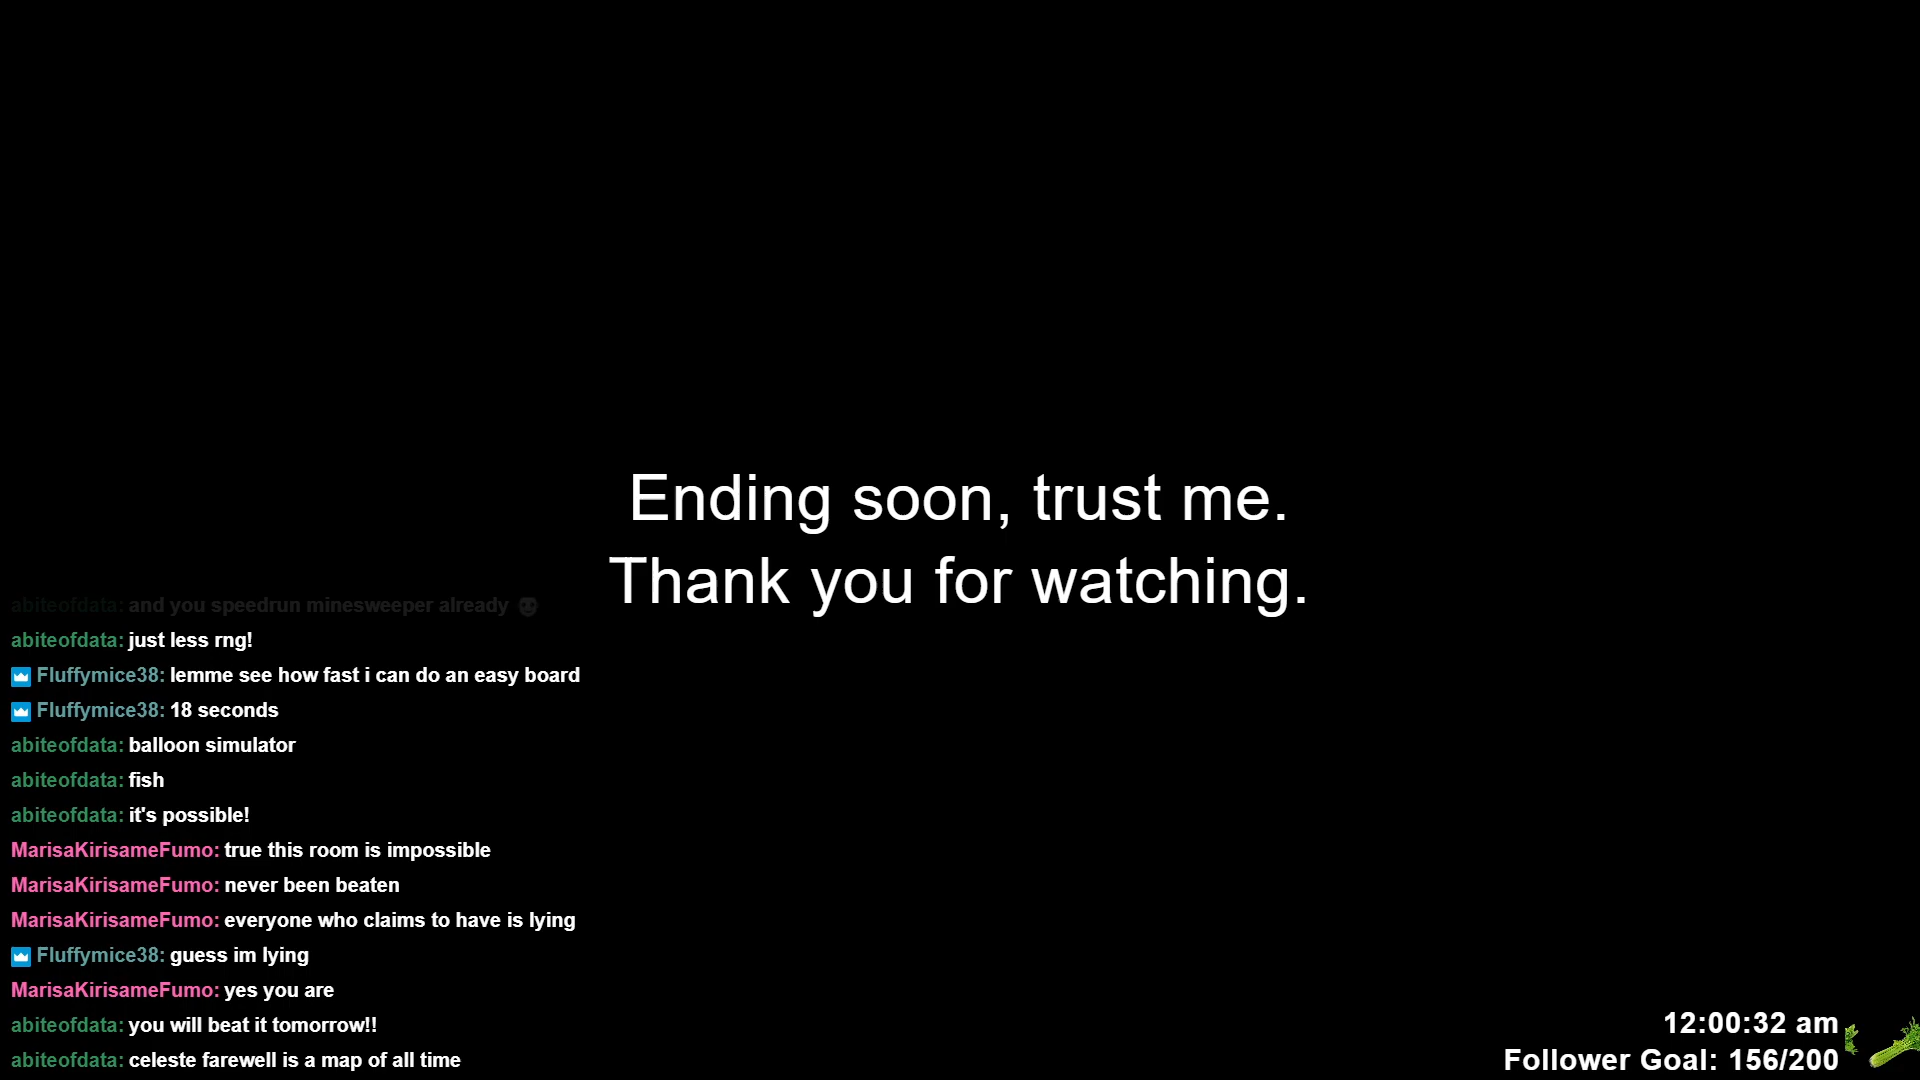 Ending soon, trust me.
Thank you for watching.
abiteofdata: and you speedrun minesweeper already
abiteofdata: just less rng!
Fluffymice38: lemme see how fast i can do an easy board
Fluffymice38: 18 seconds
abiteofdata: balloon simulator
abiteofdata: fish
abiteofdata: it's possible!
MarisaKirisameFumo: true this room is impossible
MarisaKirisameFumo: never been beaten
MarisaKirisameFumo: everyone who claims to have is lying
Fluffymice38: guess im lying
MarisaKirisameFumo: yes you are
abiteofdata: you will beat it tomorrow!!
abiteofdata: celeste farewell is a map of all time
12:00:32 am
Follower Goal: 156/200